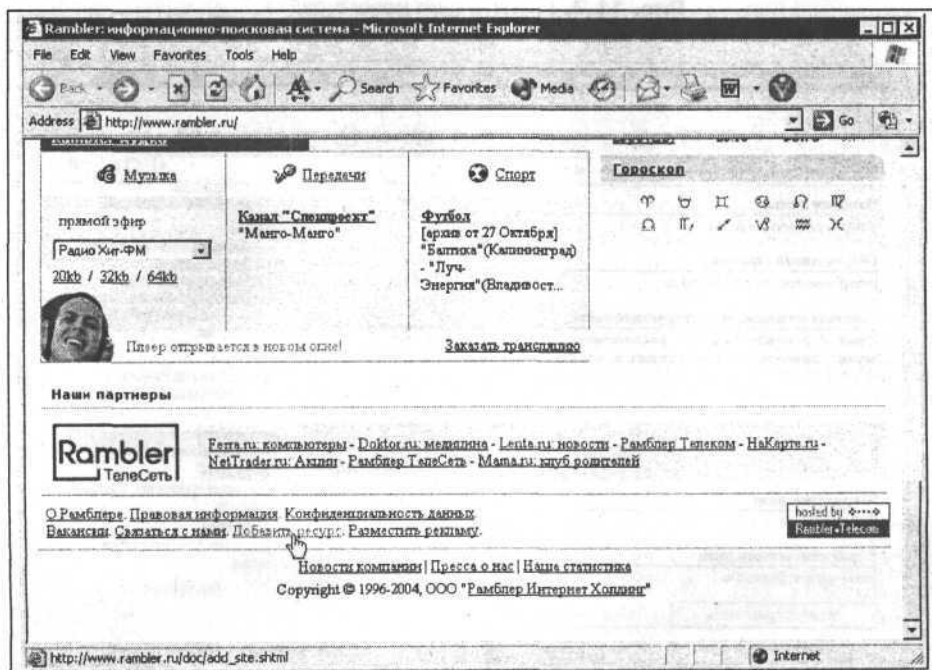 Rambler: информационно-поисковая система - Microsoft Internet Explorer
File Edit View Favorites Tools Help
Back Search Favorites Media
Address http://www.rambler.ru/ Go
Музыка Передачи Спорт
прямой эфир
Радио Хит-ФМ
20kb / 32kb / 64kb
Канал "Спецпроект"
"Манго-Манго"
Футбол
[архив от 27 Октября]
"Балтика"(Калининград)
- "Луч-
Энергия"(Владивост...
Гороскоп
Плеер открывается в новом окне!
Заказать трансляцию
Наши партнеры
Rambler
ТелеСеть
Ferra.ru: компьютеры - Doktor.ru: медицина - Lenta.ru: новости - Рамблер Телеком - НаКарте.ru -
NetTrader.ru: Акции - Рамблер ТелеСеть - Mama.ru: клуб родителей
О Рамблере. Правовая информация. Конфиденциальность данных.
Вакансии. Связаться с нами. Добавить ресурс. Разместить рекламу.
hosted by
Rambler-Telecom
Новости компании | Пресса о нас | Наша статистика
Copyright © 1996-2004, ООО "Рамблер Интернет Холдинг"
http://www.rambler.ru/doc/add_site.shtml
Internet